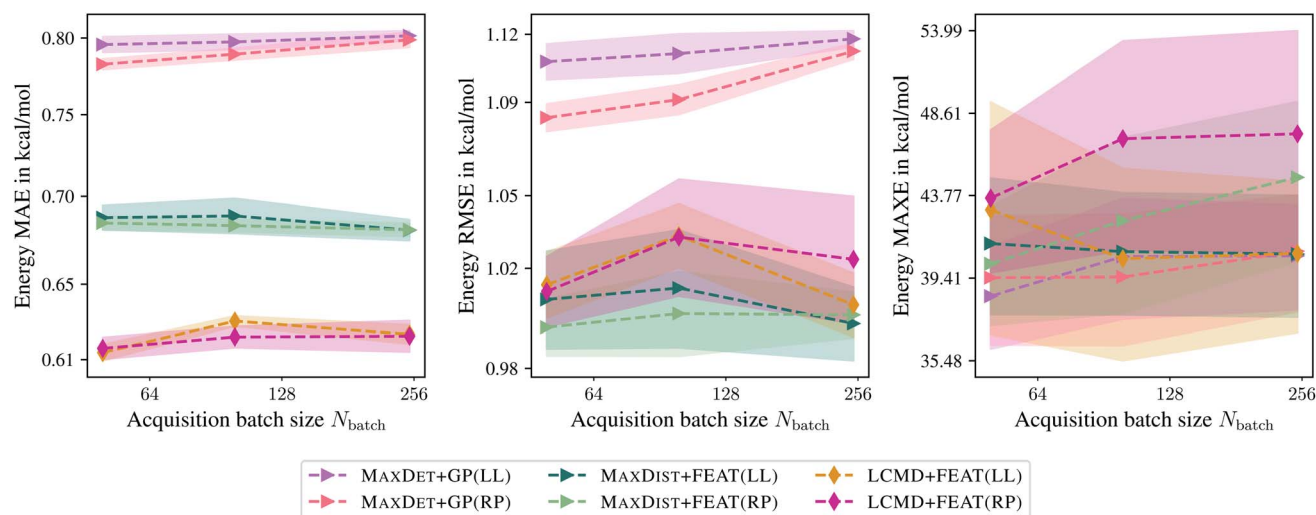 Energy MAE in kcal/mol
0.80
0.75
0.70
0.65
0.61
64
128
256
Acquisition batch size N_batch
Energy RMSE in kcal/mol
1.12
1.09
1.05
1.02
0.98
64
128
256
Acquisition batch size N_batch
Energy MAXE in kcal/mol
53.99
48.61
43.77
39.41
35.48
64
128
256
Acquisition batch size N_batch
MAXDET+GP(LL)
MAXDIST+FEAT(LL)
LCMD+FEAT(LL)
MAXDET+GP(RP)
MAXDIST+FEAT(RP)
LCMD+FEAT(RP)